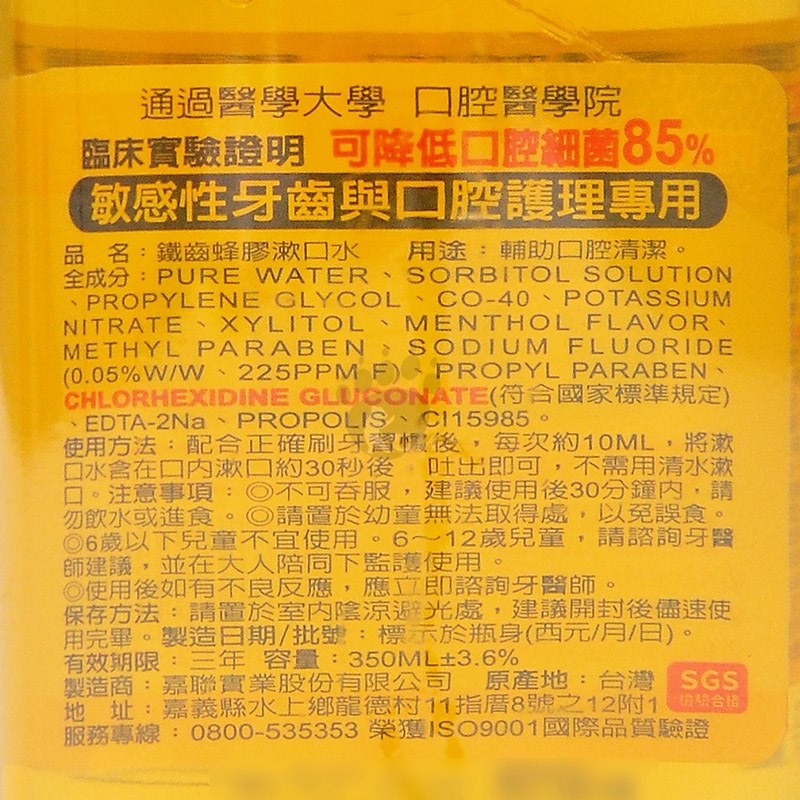 通過醫學大學 口腔醫學院
臨床實驗證明 可降低口腔細菌85%
敏感性牙齒與口腔護理專用
品 名：鐵齒蜂膠漱口水 用途：輔助口腔清潔。
全成分：PURE WATER、SORBITOL SOLUTION
、PROPYLENE GLYCOL、CO-40、POTASSIUM
NITRATE、XYLITOL、MENTHOL FLAVOR、
METHYL PARABEN、SODIUM FLUORIDE
(0.05%W/W、225PPM F)、PROPYL PARABEN、
CHLORHEXIDINE GLUCONATE(符合國家標準規定)
、EDTA-2Na、PROPOLIS、CI15985。
使用方法：配合正確刷牙習慣後，每次約10ML，將漱
口水含在口內漱口約30秒後，吐出即可，不需用清水漱
口。注意事項：◎不可吞服，建議使用後30分鐘內，請
勿飲水或進食。◎請置於幼童無法取得處，以免誤食。
◎6歲以下兒童不宜使用。6～12歲兒童，請諮詢牙醫
師建議，並在大人陪同下監護使用。
◎使用後如有不良反應，應立即諮詢牙醫師。
保存方法：請置於室內陰涼避光處，建議開封後儘速使
用完畢。製造日期/批號：標示於瓶身(西元/月/日)。
有效期限：三年 容量：350ML±3.6%
製造商：嘉聯實業股份有限公司 原產地：台灣
SGS
檢驗合格
地 址：嘉義縣水上鄉龍德村11指厝8號之12附1
服務專線：0800-535353 榮獲ISO9001國際品質驗證